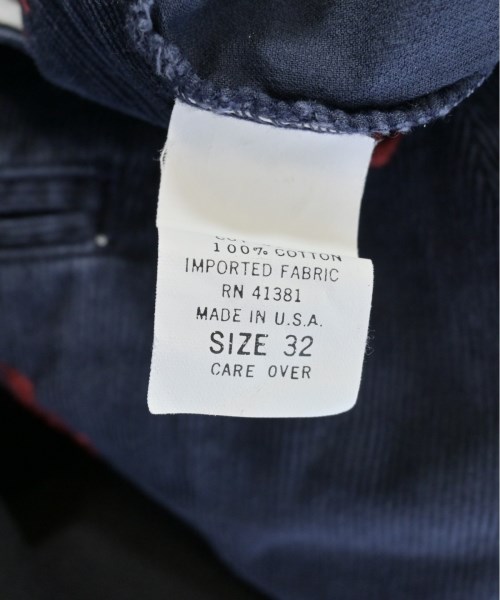 100% COTTON
IMPORTED FABRIC
RN 41381
MADE IN U.S.A.
SIZE 32
CARE OVER